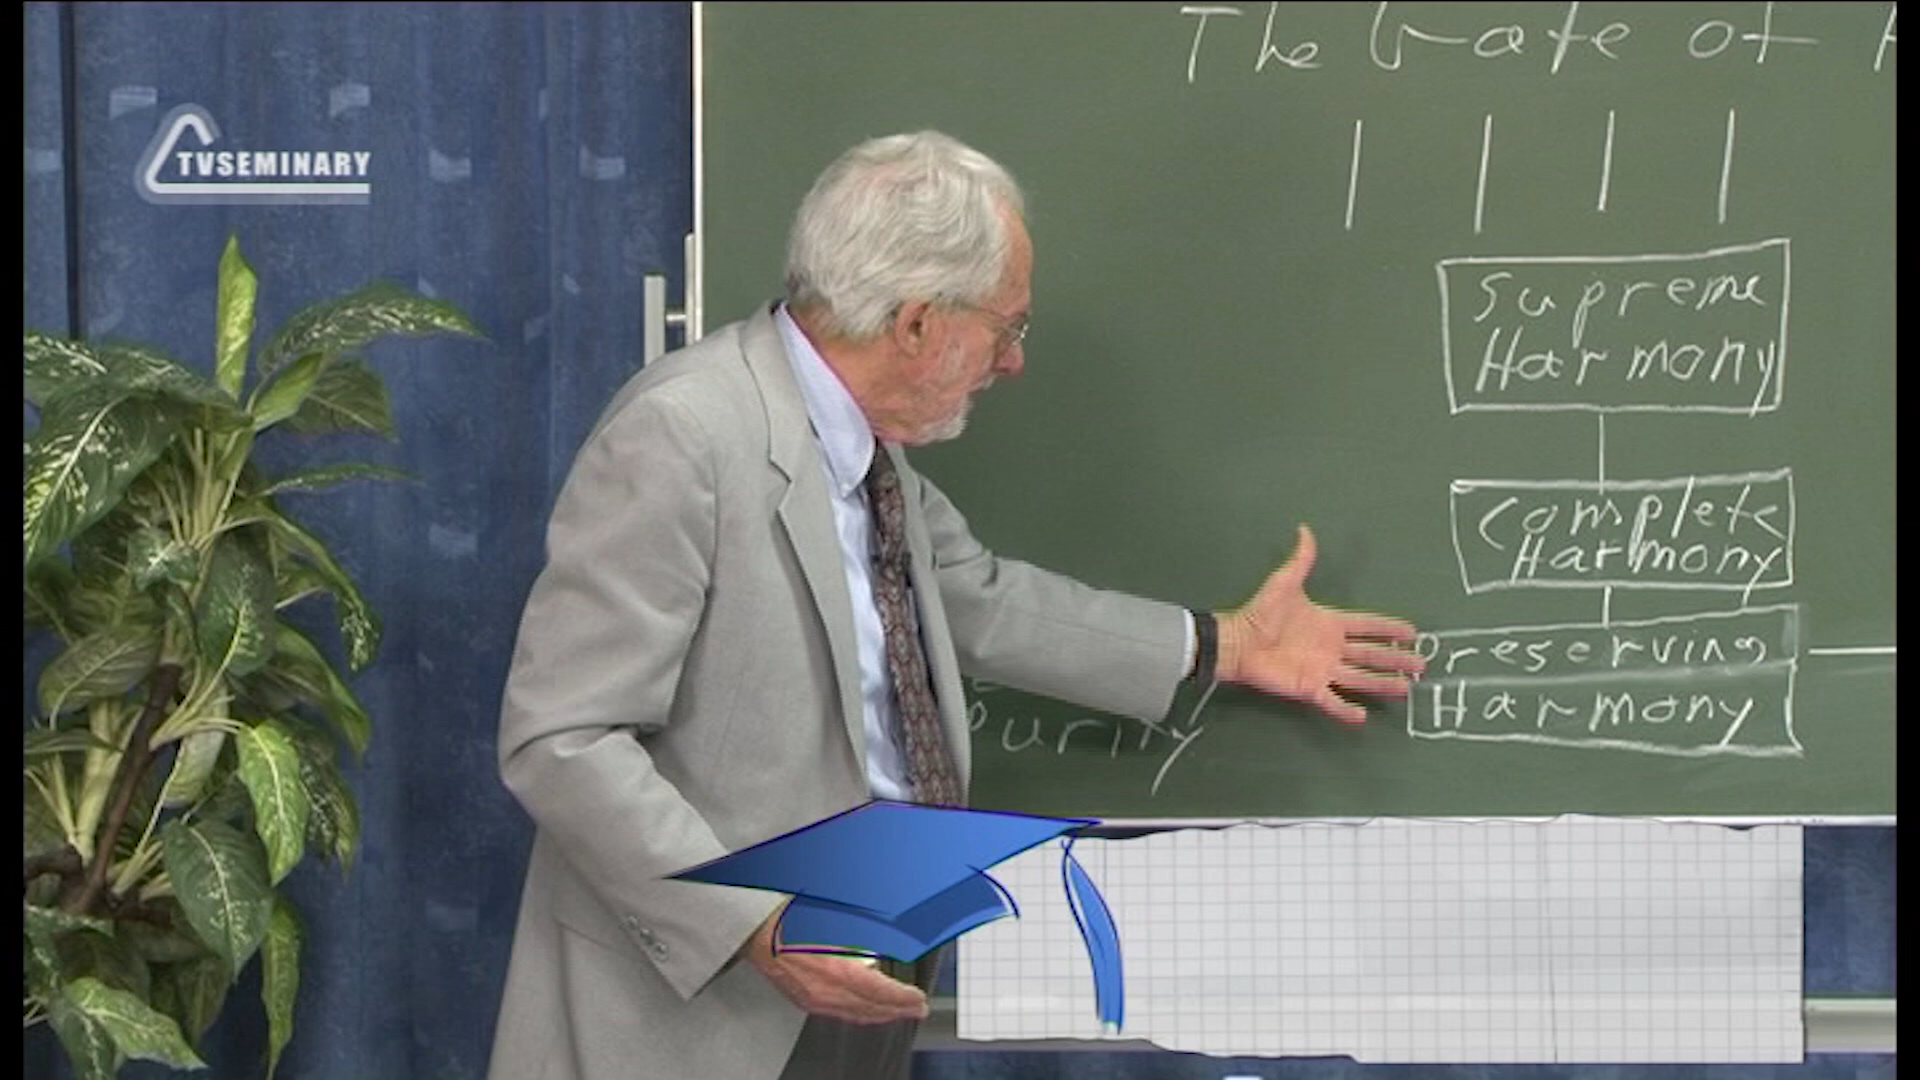 TVSEMINARY
The Gate of
Supreme
Harmony
Complete
Harmony
Preserving
Harmony
Purity